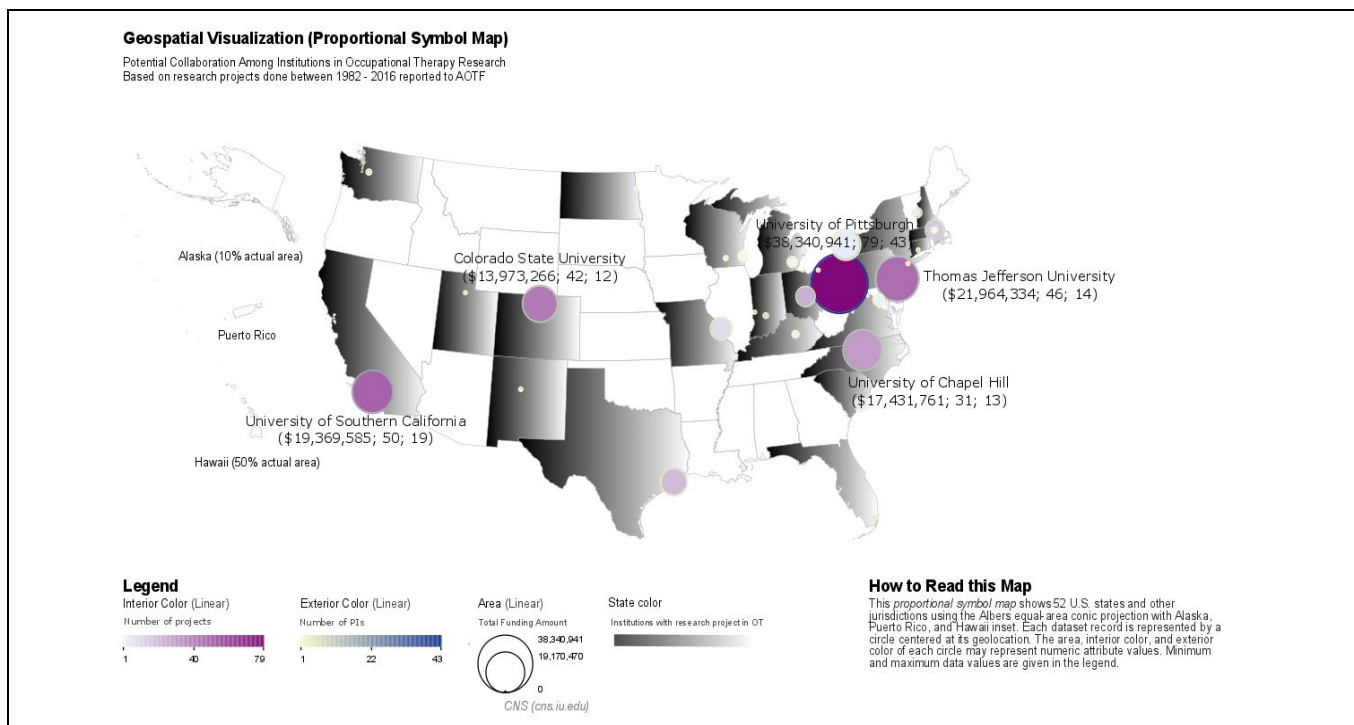 Geospatial Visualization (Proportional Symbol Map)
Potential Collaboration Among Institutions in Occupational Therapy Research
Based on research projects done between 1982 - 2016 reported to AOTF
University of Pittsburgh
($38,340,941; 79; 43
Colorado State University
($13,973,266; 42; 12)
Alaska (10% actual area)
Thomas Jefferson University
($21,964,334; 46; 14)
Puerto Rico
University of Chapel Hill
($17,431,761; 31; 13)
University of Southern California
($19,369,585; 50; 19)
Hawaii (50% actual area)
Legend
Interior Color (Linear)
Number of projects
1 40 79
Exterior Color (Linear)
Number of PIs
1 22 43
Area (Linear)
Total Funding Amount
38,340,941
19,170,470
0
State color
Institutions with research project in OT
CNS (cns.iu.edu)
How to Read this Map
This proportional symbol map shows 52 U.S. states and other
jurisdictions using the Albers equal-area conic projection with Alaska,
Puerto Rico, and Hawaii inset. Each dataset record is represented by a
circle centered at its geolocation. The area, interior color, and exterior
color of each circle may represent numeric attribute values. Minimum
and maximum data values are given in the legend.